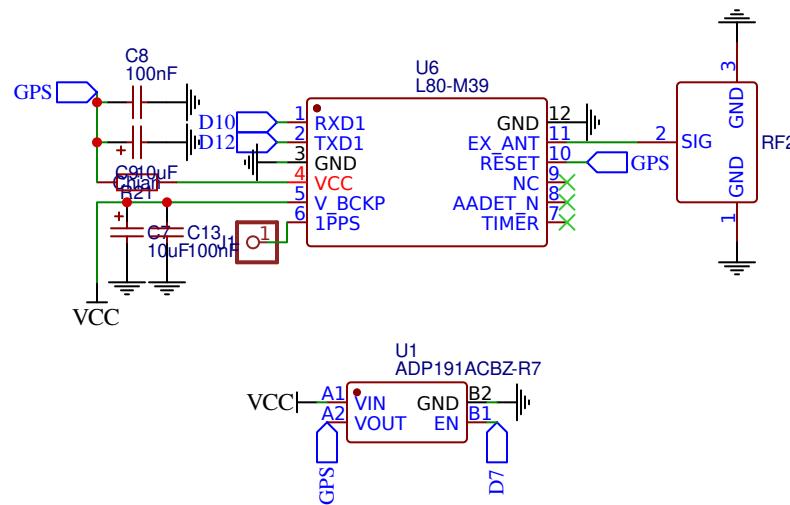 C8
100nF
GPS
D10
D12
C9
10uF
R21
VCC
C7
10uF
C13
100nF
J1
1
U6
L80-M39
1 RXD1
2 TXD1
3 GND
4 VCC
5 V_BCKP
6 1PPS
GND 12
EX_ANT 11
RESET 10
NC 9
AADET_N 8
TIMER 7
GPS
3
GND
2 SIG
RF2
GND
1
U1
ADP191ACBZ-R7
VCC
A1 VIN
A2 VOUT
GND B2
EN B1
GPS
D7